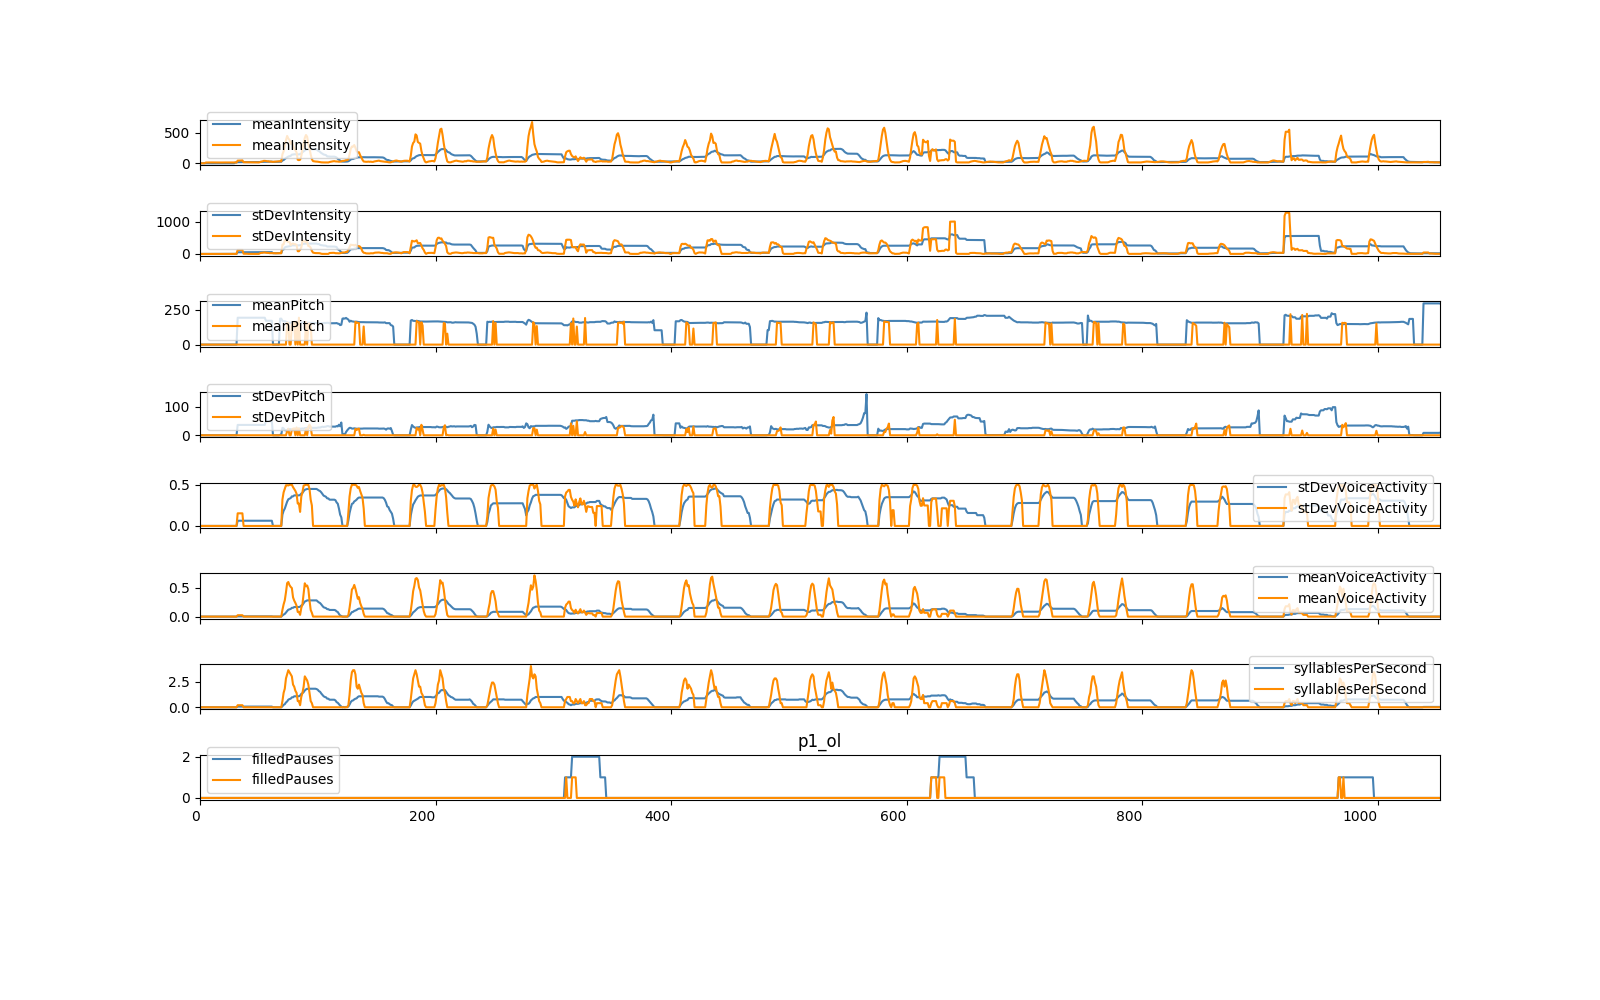 meanIntensity
meanIntensity
500
0
stDevIntensity
stDevIntensity
1000
0
meanPitch
meanPitch
250
0
stDevPitch
stDevPitch
100
0
stDevVoiceActivity
stDevVoiceActivity
0.5
0.0
meanVoiceActivity
meanVoiceActivity
0.5
0.0
syllablesPerSecond
syllablesPerSecond
2.5
0.0
p1_ol
filledPauses
filledPauses
2
0
0 200 400 600 800 1000